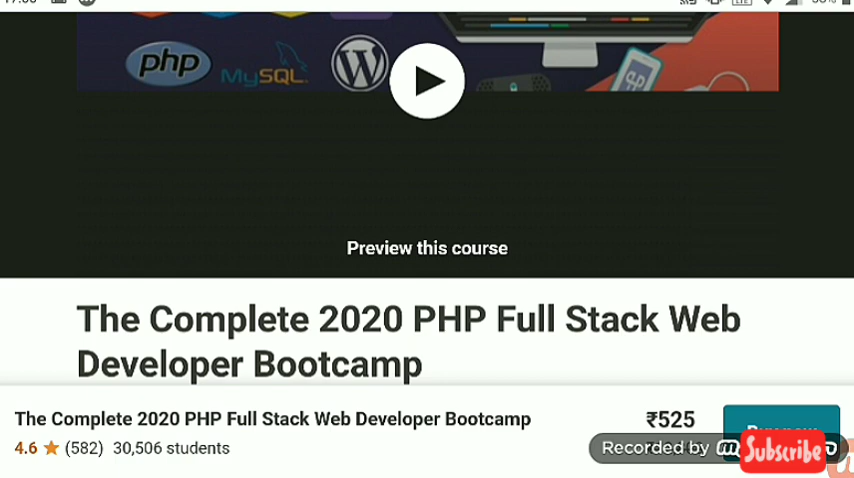 php
MySQL
Preview this course
The Complete 2020 PHP Full Stack Web
Developer Bootcamp
The Complete 2020 PHP Full Stack Web Developer Bootcamp
₹525
4.6 (582) 30,506 students
Recorded by
Subscribe